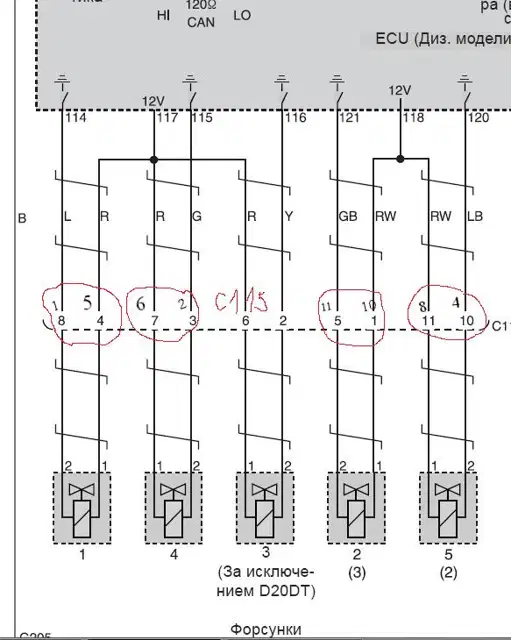 120Ω
HI
CAN
LO
ра (
ECU (Диз. модели
12V
12V
114
117
115
116
121
118
120
B
L
R
R
G
R
Y
GB
RW
RW
LB
1 5
6 2
C115
11 10
8 4
8 4
7 3
6 2
5 1
11 10
C11
2 1
1 2
1 2
2 1
1 2
1
4
3
2
5
(За исключе-
нием D20DT)
(3)
(2)
Форсунки